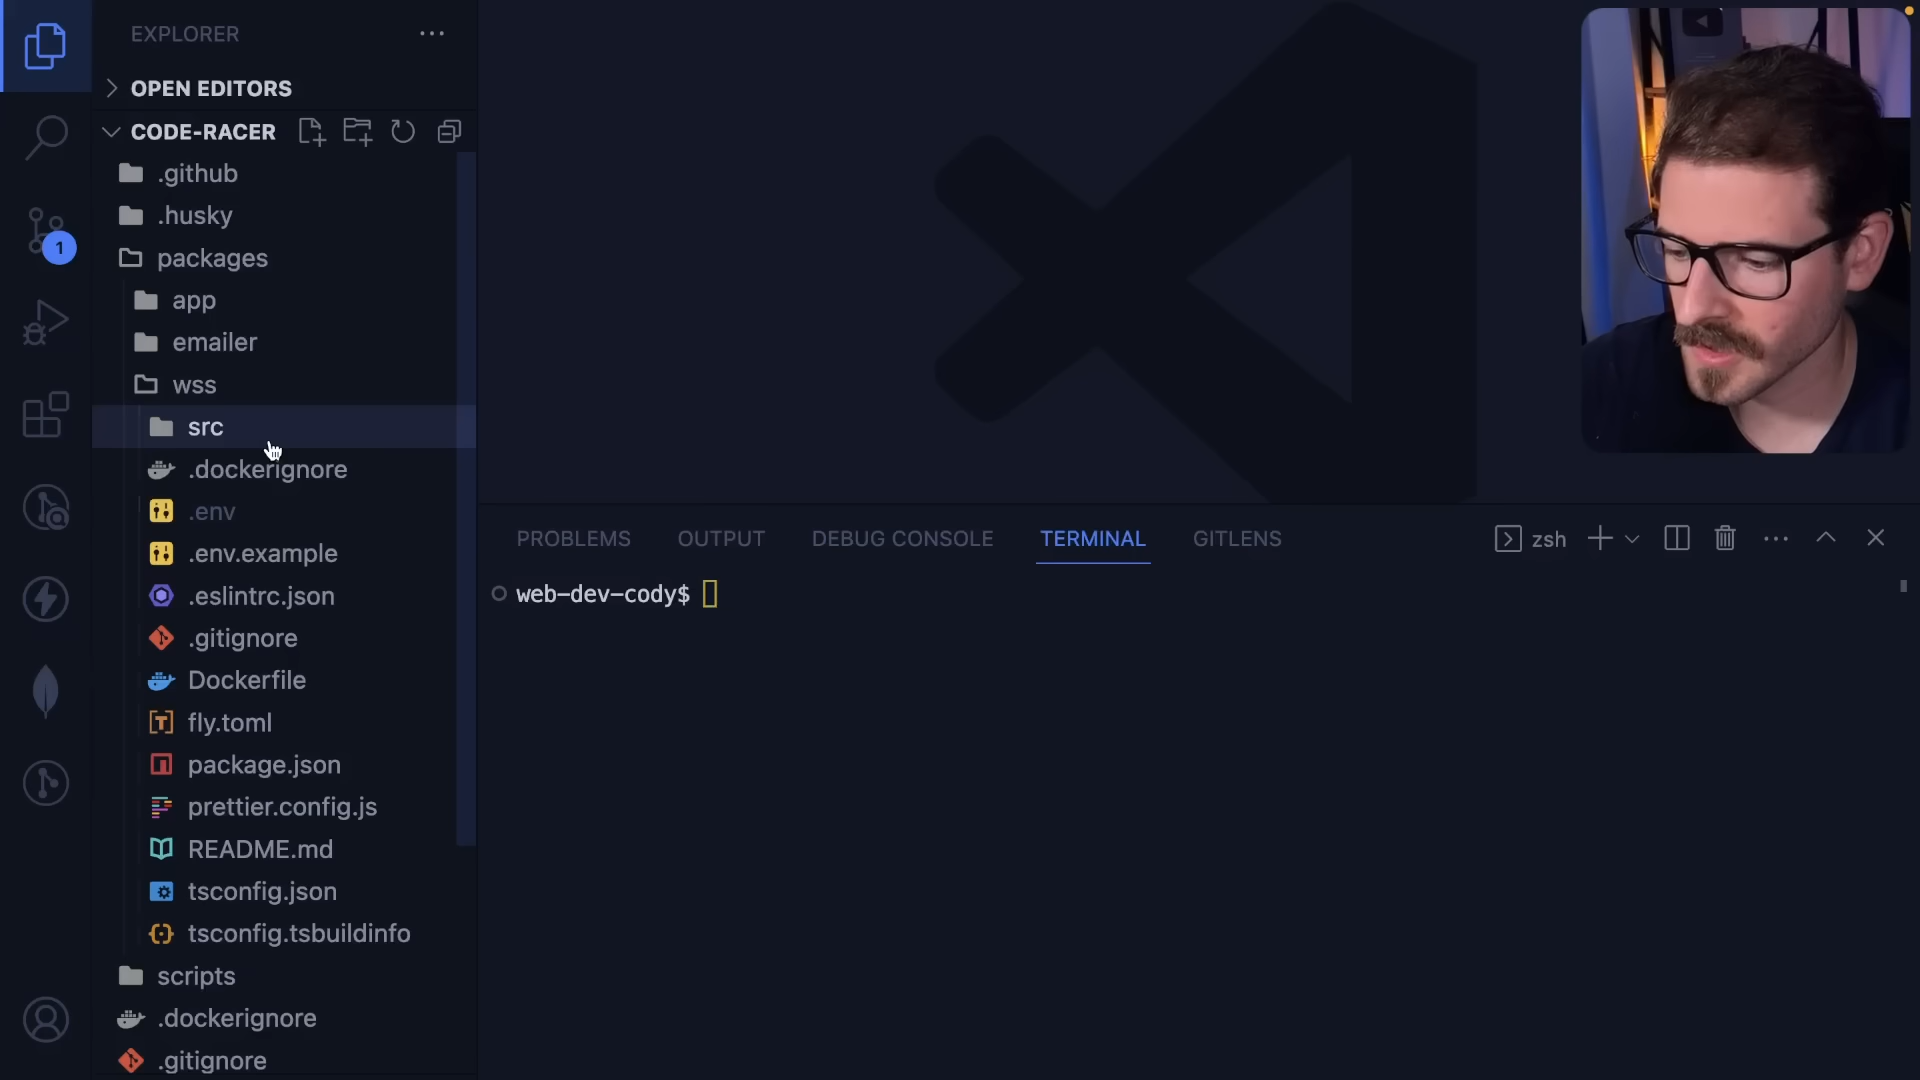 EXPLORER
OPEN EDITORS
CODE-RACER
.github
.husky
1
packages
app
emailer
wss
src
.dockerignore
.env
.env.example
.eslintrc.json
.gitignore
Dockerfile
fly.toml
package.json
prettier.config.js
README.md
tsconfig.json
tsconfig.tsbuildinfo
scripts
.dockerignore
.gitignore
PROBLEMS OUTPUT DEBUG CONSOLE TERMINAL GITLENS zsh
web-dev-cody$